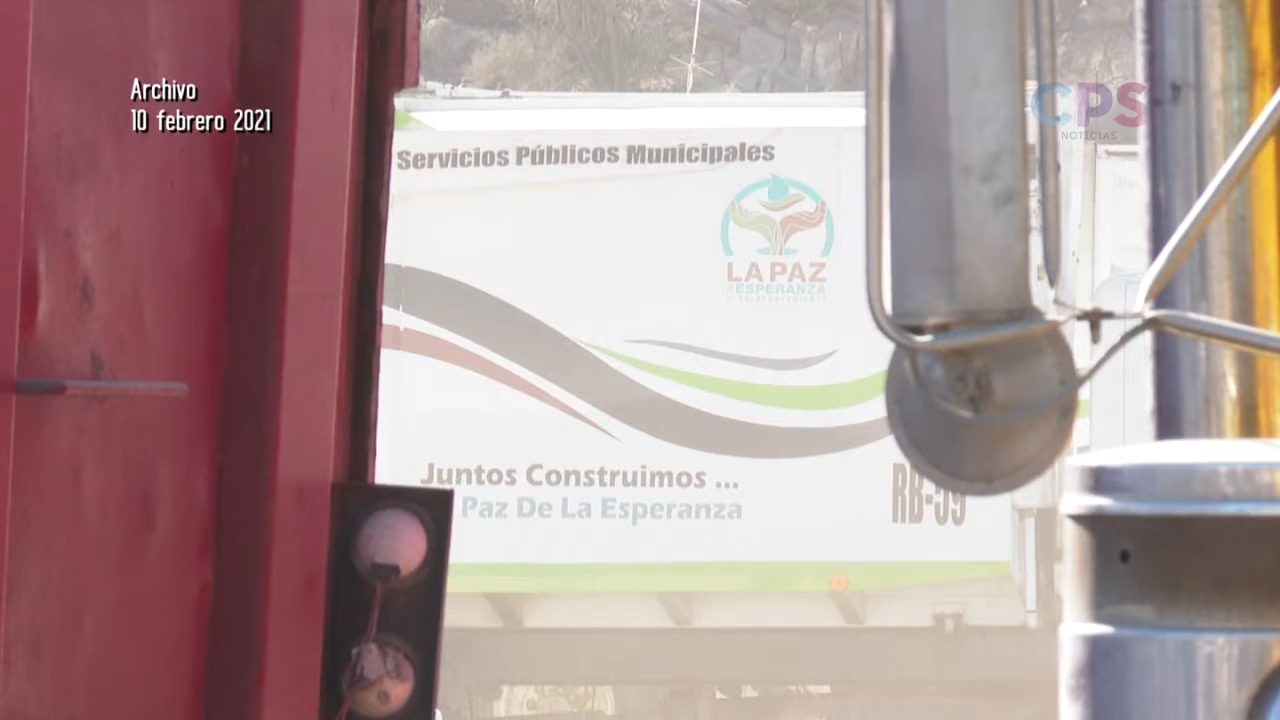 Archivo
10 febrero 2021
CPS
NOTICIAS
Servicios Públicos Municipales
LA PAZ
ESPERANZA
Juntos Construimos ...
Paz De La Esperanza
RB-59